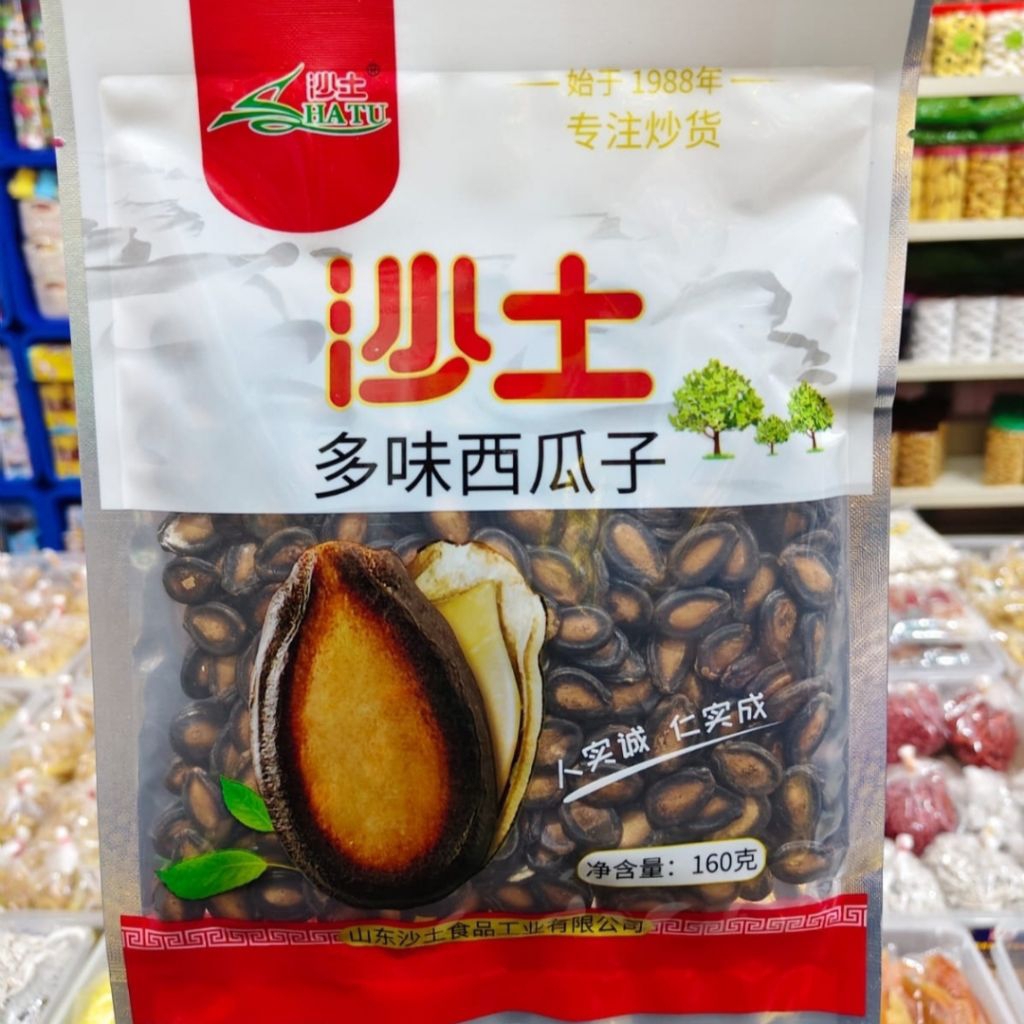 沙土®
SHATU
始于 1988年
专注炒货
沙土
多味西瓜子
人实诚 仁实成
净含量：160克
山东沙土食品工业有限公司